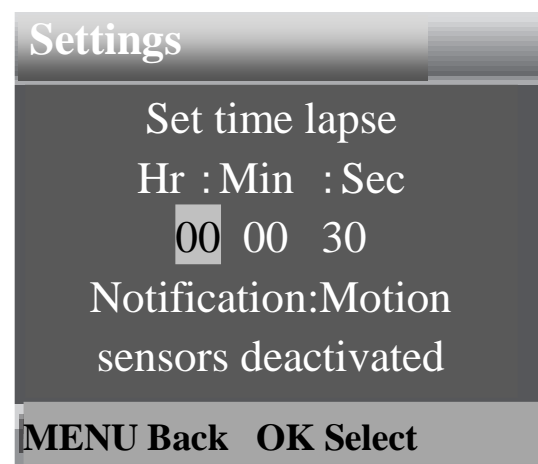 Settings
Set time lapse
Hr : Min : Sec
00 00 30
Notification:Motion
sensors deactivated
MENU Back OK Select